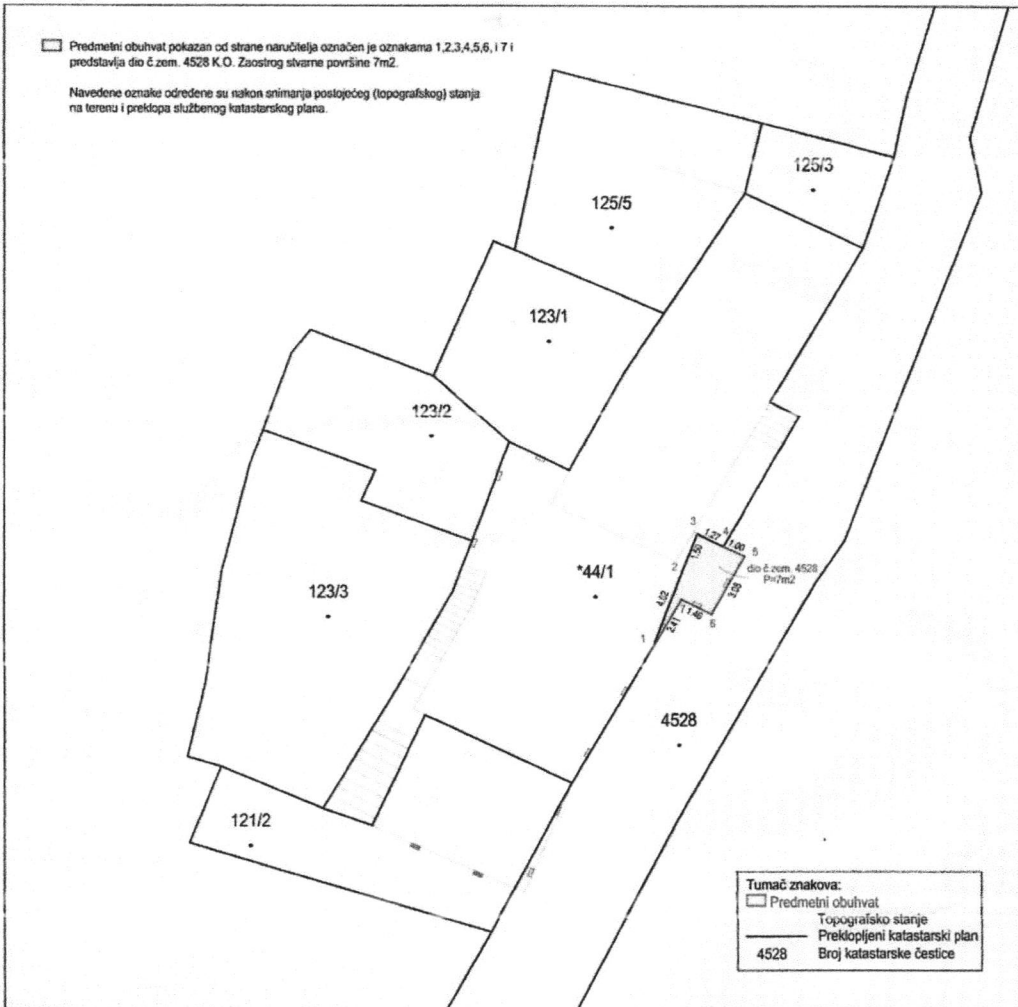 Predmetni obuhvat pokazan od strane naručitelja označen je oznakama 1,2,3,4,5,6, i 7 i
predstavlja dio č.zem. 4528 K.O. Zaostrog stvarne površine 7m2.
Navedene oznake određene su nakon snimanja postojećeg (topografskog) stanja
na terenu i preklopa službenog katastarskog plana.
125/3
125/5
123/1
123/2
3
4
1.27
1.00
5
1.50
2
dio č.zem. 4528
P=7m2
*44/1
123/3
3.08
4.02
1.46
6
2.41
1
4528
121/2
Tumač znakova:
Predmetni obuhvat
Topografsko stanje
Preklopljeni katastarski plan
4528 Broj katastarske čestice